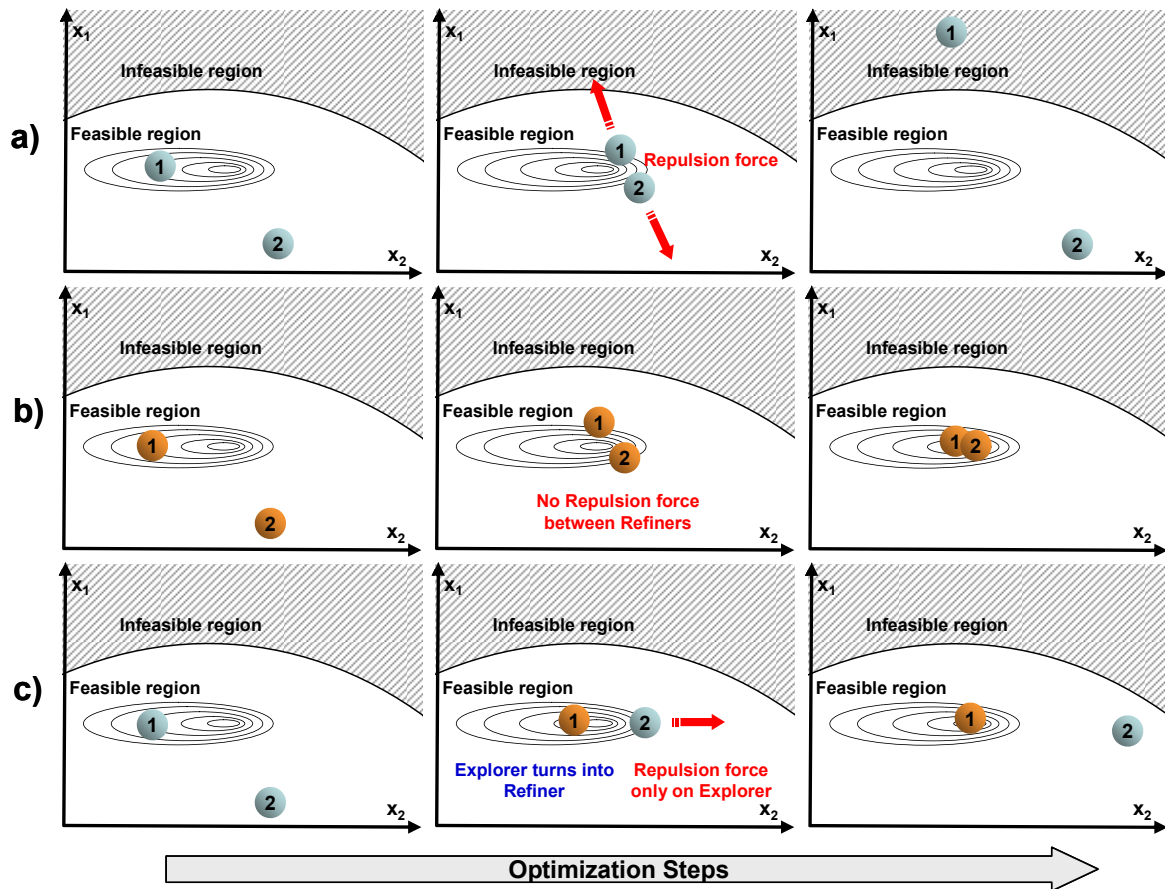 a)
x₁
Infeasible region
Feasible region
1
2
x₂
x₁
Infeasible region
Feasible region
1
Repulsion force
2
x₂
x₁
1
Infeasible region
Feasible region
2
x₂
b)
x₁
Infeasible region
Feasible region
1
2
x₂
x₁
Infeasible region
Feasible region
1
2
No Repulsion force
between Refiners
x₂
x₁
Infeasible region
Feasible region
1
2
x₂
c)
x₁
Infeasible region
Feasible region
1
2
x₂
x₁
Infeasible region
Feasible region
1
2
Explorer turns into
Refiner
Repulsion force
only on Explorer
x₂
x₁
Infeasible region
Feasible region
1
2
x₂
Optimization Steps